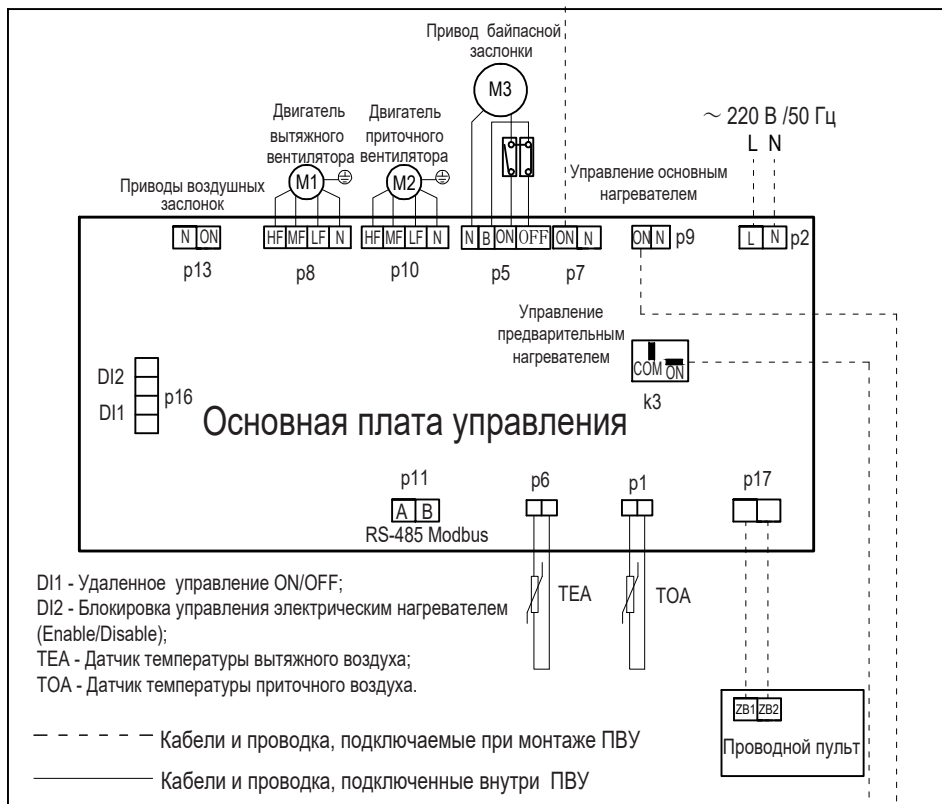 Привод байпасной
заслонки
M3
Двигатель
вытяжного
вентилятора
Двигатель
приточного
вентилятора
~ 220 В /50 Гц
L N
Управление основным
нагревателем
Приводы воздушных
заслонок
M1
M2
N ON
HF MF LF N
HF MF LF N
N B ON OFF
ON N
ON N
p9
L N
p2
p13
p8
p10
p5
p7
Управление
предварительным
нагревателем
COM ON
k3
DI2
DI1
p16
Основная плата управления
p11
A B
RS-485 Modbus
p6
p1
p17
TEA
TOA
DI1 - Удаленное управление ON/OFF;
DI2 - Блокировка управления электрическим нагревателем
(Enable/Disable);
TEA - Датчик температуры вытяжного воздуха;
TOA - Датчик температуры приточного воздуха.
ZB1 ZB2
Проводной пульт
Кабели и проводка, подключаемые при монтаже ПВУ
Кабели и проводка, подключенные внутри ПВУ